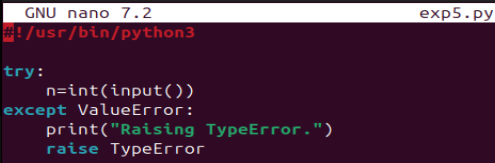 GNU nano 7.2 exp5.py
#!/usr/bin/python3
try:
    n=int(input())
except ValueError:
    print("Raising TypeError.")
    raise TypeError